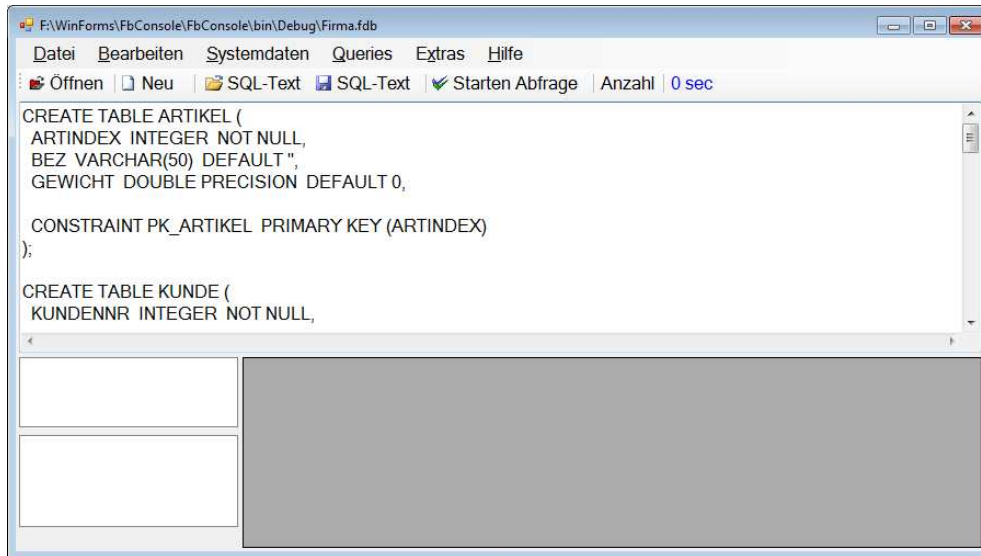 F:\WinForms\FbConsole\FbConsole\bin\Debug\Firma.fdb
Datei Bearbeiten Systemdaten Queries Extras Hilfe
Öffnen Neu SQL-Text SQL-Text Starten Abfrage Anzahl 0 sec
CREATE TABLE ARTIKEL (
ARTINDEX INTEGER NOT NULL,
BEZ VARCHAR(50) DEFAULT '',
GEWICHT DOUBLE PRECISION DEFAULT 0,
CONSTRAINT PK_ARTIKEL PRIMARY KEY (ARTINDEX)
);
CREATE TABLE KUNDE (
KUNDENNR INTEGER NOT NULL,